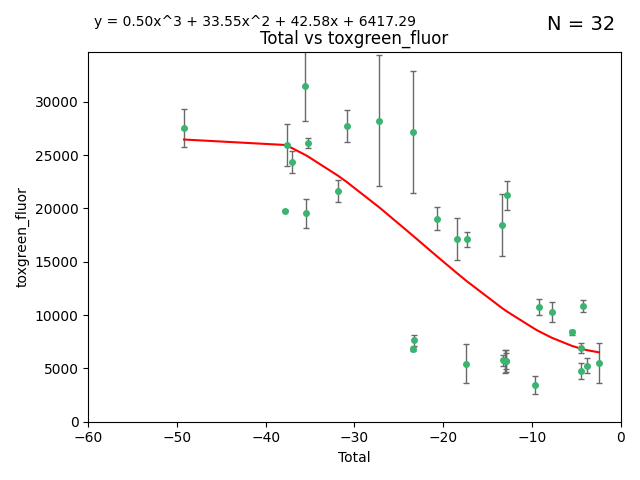 y = 0.50x^3 + 33.55x^2 + 42.58x + 6417.29
N = 32
Total vs toxgreen_fluor
30000
25000
20000
15000
10000
5000
0
toxgreen_fluor
−60
−50
−40
−30
−20
−10
0
Total